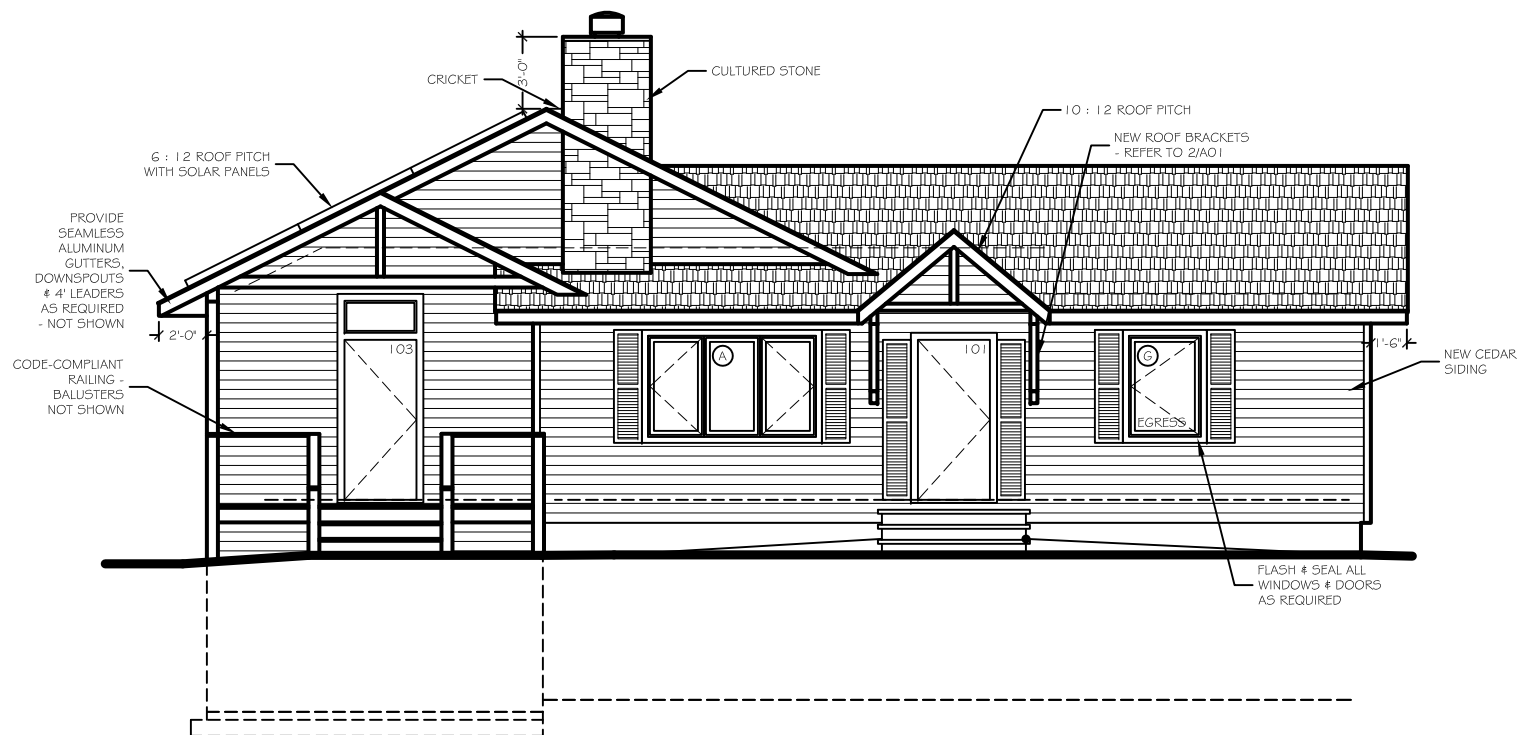 3'-0"
CRICKET
CULTURED STONE
10 : 12 ROOF PITCH
NEW ROOF BRACKETS
- REFER TO 2/A01
6 : 12 ROOF PITCH
WITH SOLAR PANELS
PROVIDE
SEAMLESS
ALUMINUM
GUTTERS,
DOWNSPOUTS
& 4' LEADERS
AS REQUIRED
- NOT SHOWN
2'-0"
1'-6"
103
A
101
G
EGRESS
CODE-COMPLIANT
RAILING -
BALUSTERS
NOT SHOWN
NEW CEDAR
SIDING
FLASH & SEAL ALL
WINDOWS & DOORS
AS REQUIRED